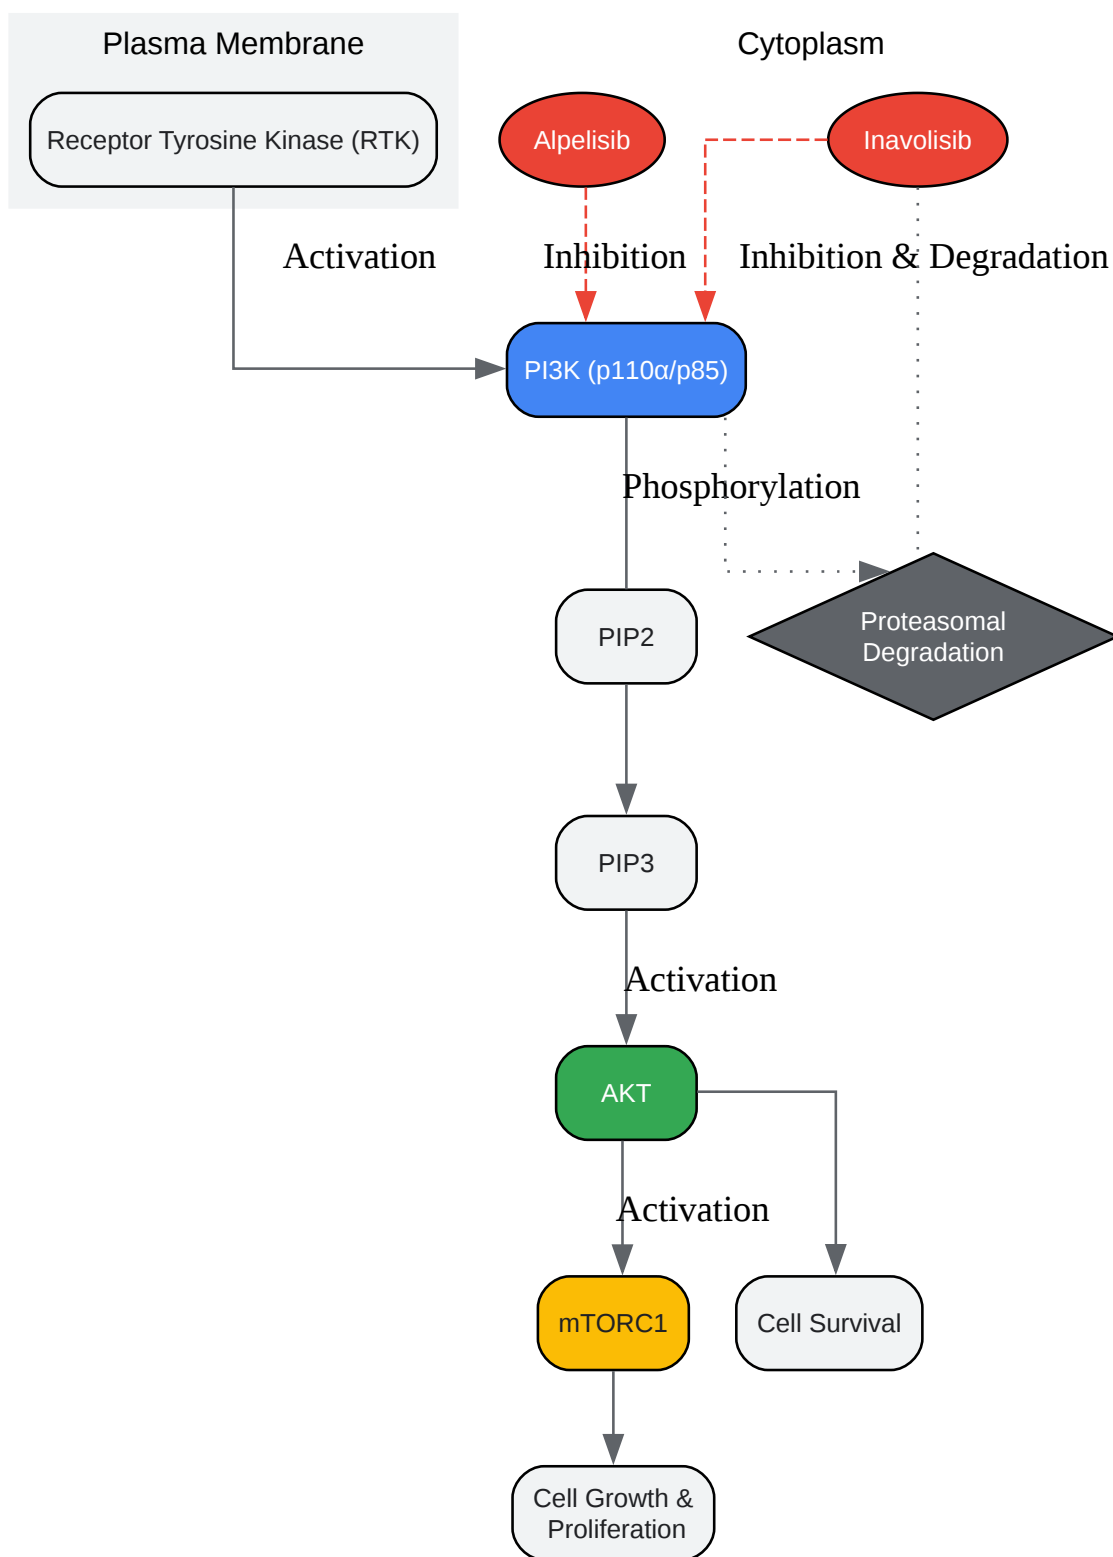 Plasma Membrane
Cytoplasm
Receptor Tyrosine Kinase (RTK)
Alpelisib
Inavolisib
Activation
Inhibition
Inhibition & Degradation
PI3K (p110α/p85)
Phosphorylation
PIP2
Proteasomal
Degradation
PIP3
Activation
AKT
Activation
mTORC1
Cell Survival
Cell Growth &
Proliferation